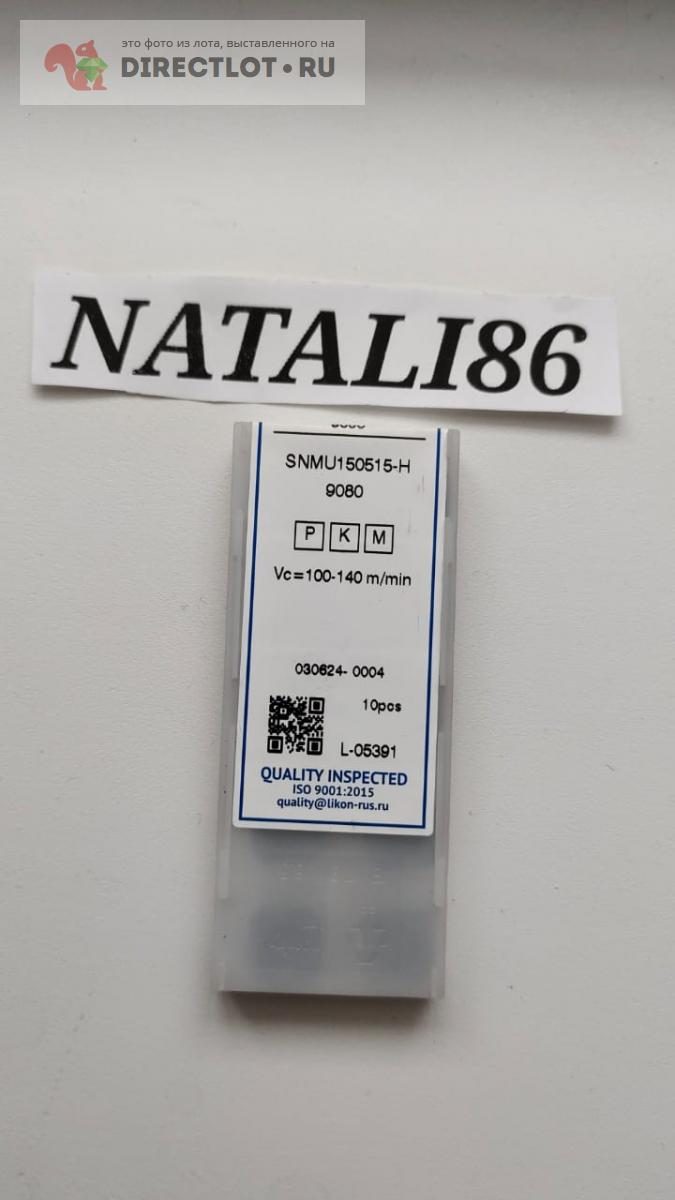 это фото из лота, выставленного на
DIRECTLOT•RU
NATALI86
SNMU150515-H
9080
P K M
Vc=100-140 m/min
030624- 0004
10pcs
L-05391
QUALITY INSPECTED
ISO 9001:2015
quality@likon-rus.ru